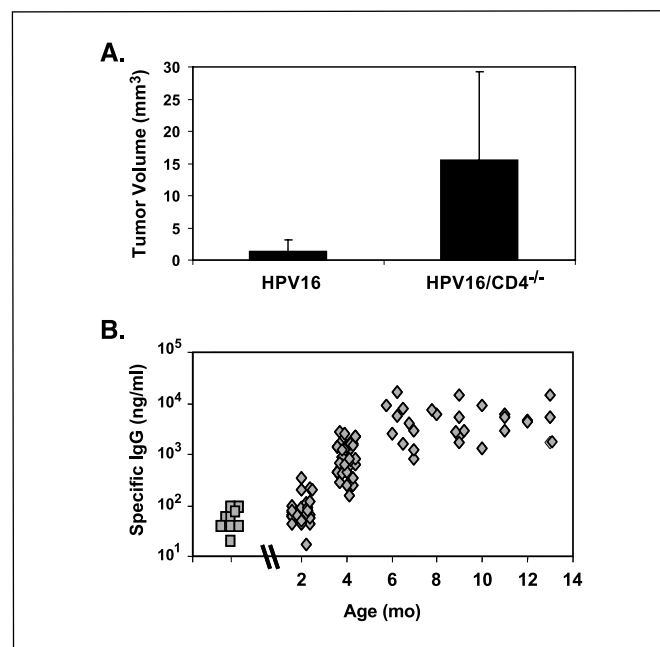 A.
Tumor Volume (mm³)
30
25
20
15
10
5
0
HPV16
HPV16/CD4⁻/⁻
B.
Specific IgG (ng/ml)
10⁵
10⁴
10³
10²
10¹
2 4 6 8 10 12 14
Age (mo)